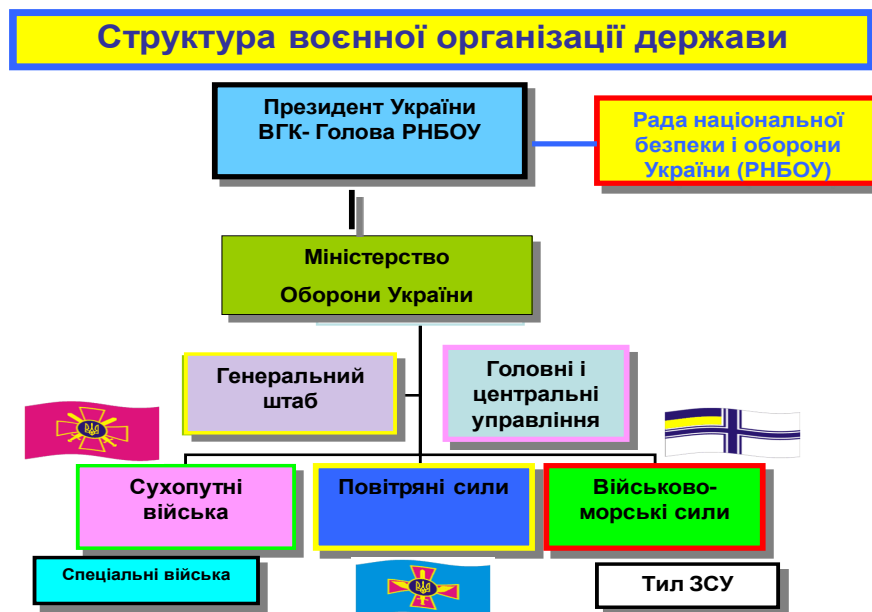 Структура воєнної організації держави
Президент України
ВГК- Голова РНБОУ
Рада національної
безпеки і оборони
України (РНБОУ)
Міністерство
Оборони України
Генеральний
штаб
Головні і
центральні
управління
Сухопутні
війська
Повітряні сили
Військово-
морські сили
Спеціальні війська
Тил ЗСУ